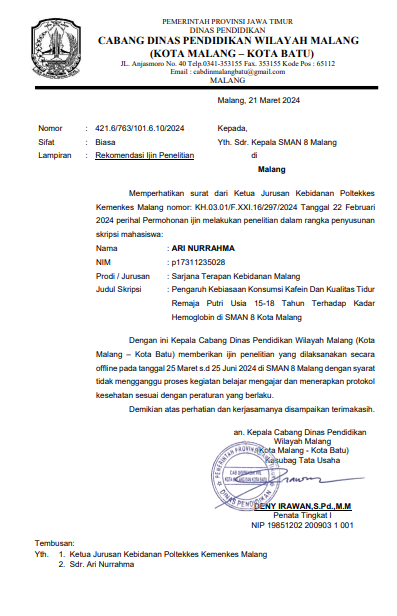 PEMERINTAH PROVINSI JAWA TIMUR
DINAS PENDIDIKAN
CABANG DINAS PENDIDIKAN WILAYAH MALANG
(KOTA MALANG – KOTA BATU)
JL. Anjasmoro No. 40 Telp.0341-353155 Fax. 353155 Kode Pos : 65112
Email : cabdinmalangbatu@gmail.com
MALANG
Malang, 21 Maret 2024
Nomor : 421.6/763/101.6.10/2024 Kepada,
Sifat : Biasa Yth. Sdr. Kepala SMAN 8 Malang
Lampiran : Rekomendasi Ijin Penelitian di
Malang
Memperhatikan surat dari Ketua Jurusan Kebidanan Poltekkes
Kemenkes Malang nomor: KH.03.01/F.XXI.16/297/2024 Tanggal 22 Februari
2024 perihal Permohonan ijin melakukan penelitian dalam rangka penyusunan
skripsi mahasiswa:
Nama : ARI NURRAHMA
NIM : p17311235028
Prodi / Jurusan : Sarjana Terapan Kebidanan Malang
Judul Skripsi : Pengaruh Kebiasaan Konsumsi Kafein Dan Kualitas Tidur
Remaja Putri Usia 15-18 Tahun Terhadap Kadar
Hemoglobin di SMAN 8 Kota Malang
Dengan ini Kepala Cabang Dinas Pendidikan Wilayah Malang (Kota
Malang – Kota Batu) memberikan ijin penelitian yang dilaksanakan secara
offline pada tanggal 25 Maret s.d 25 Juni 2024 di SMAN 8 Malang dengan syarat
tidak mengganggu proses kegiatan belajar mengajar dan menerapkan protokol
kesehatan sesuai dengan peraturan yang berlaku.
Demikian atas perhatian dan kerjasamanya disampaikan terimakasih.
an. Kepala Cabang Dinas Pendidikan
Wilayah Malang
(Kota Malang - Kota Batu)
Kasubag Tata Usaha
DENY IRAWAN,S.Pd.,M.M
Penata Tingkat I
NIP 19851202 200903 1 001
Tembusan:
Yth. 1. Ketua Jurusan Kebidanan Poltekkes Kemenkes Malang
2. Sdr. Ari Nurrahma